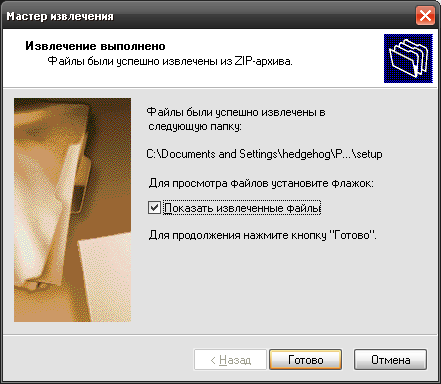 Мастер извлечения
Извлечение выполнено
Файлы были успешно извлечены из ZIP-архива.
Файлы были успешно извлечены в
следующую папку:
C:\Documents and Settings\hedgehog\P...\setup
Для просмотра файлов установите флажок:
Показать извлеченные файлы
Для продолжения нажмите кнопку "Готово".
< Назад
Готово
Отмена